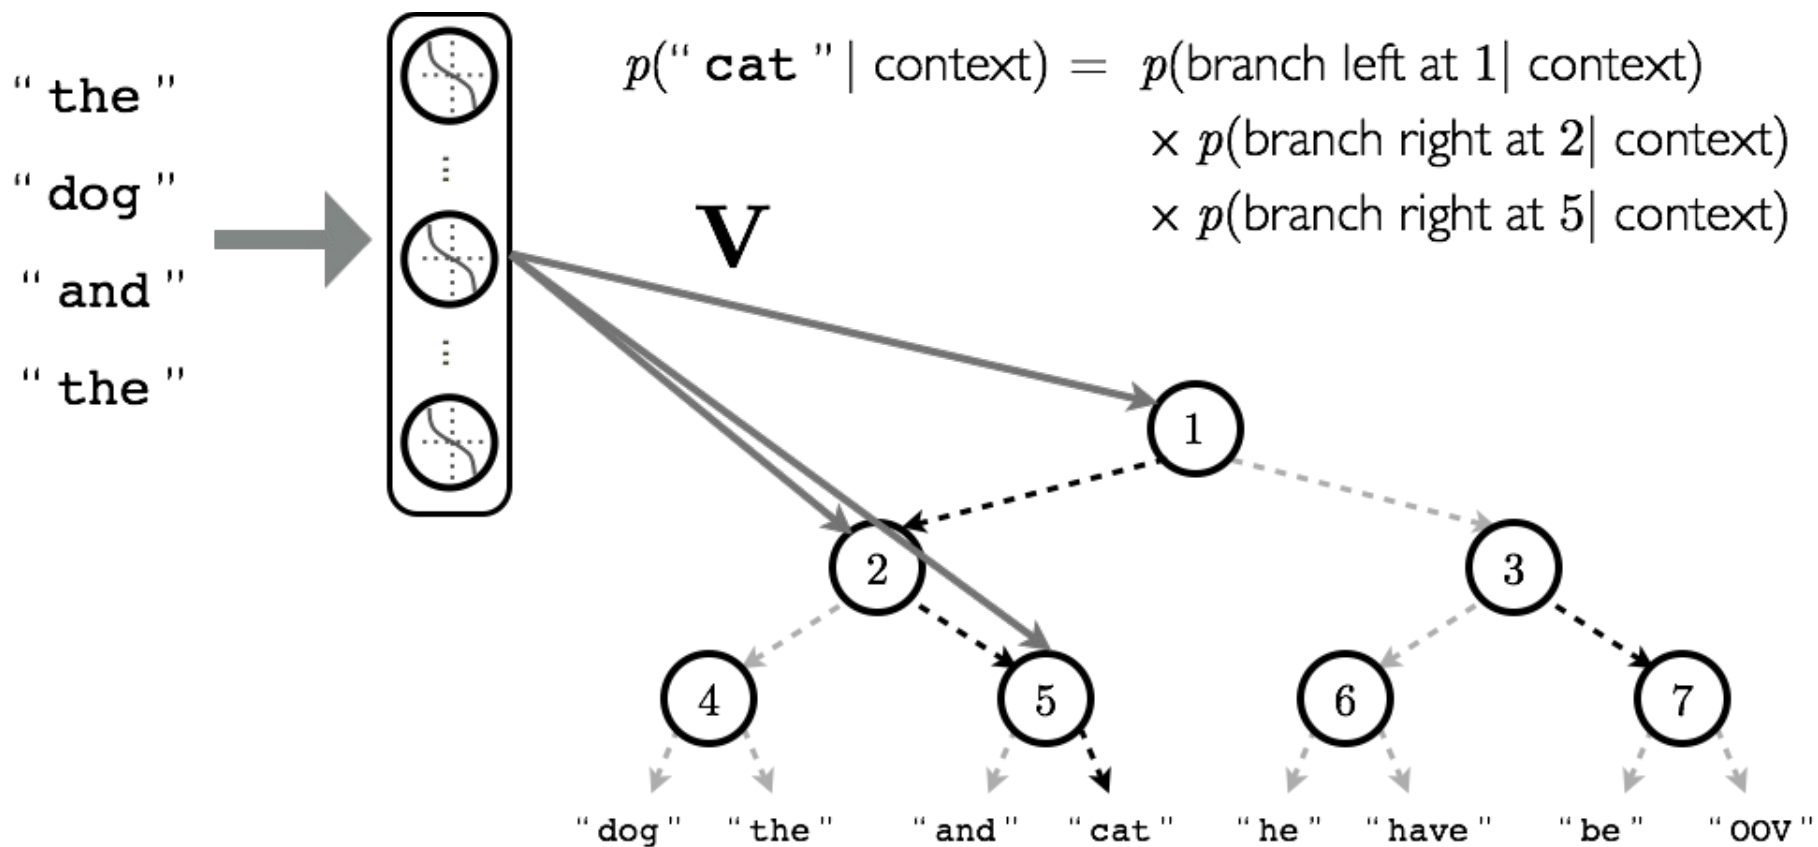 “ the ”
“ dog ”
“ and ”
“ the ”
⋮
⋮
p(“ cat ” | context) = p(branch left at 1| context)
× p(branch right at 2| context)
× p(branch right at 5| context)
V
1
2
3
4
5
6
7
“dog” “the” “and” “cat” “he” “have” “be” “OOV”